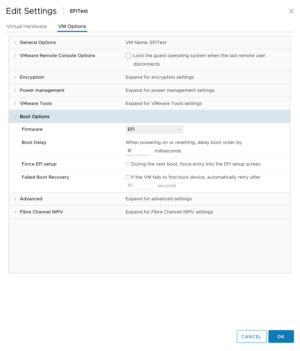 Edit Settings | EFITest
Virtual Hardware VM Options
General Options VM Name: EFITest
VMware Remote Console Options Lock the guest operating system when the last remote user
disconnects
Encryption Expand for encryption settings
Power management Expand for power management settings
VMware Tools Expand for VMware Tools settings
Boot Options
Firmware EFI
Boot Delay When powering on or resetting, delay boot order by
0 milliseconds
Force EFI setup During the next boot, force entry into the EFI setup screen
Failed Boot Recovery If the VM fails to find boot device, automatically retry after
10 seconds
Advanced Expand for advanced settings
Fibre Channel NPIV Expand for Fibre Channel NPIV settings
CANCEL OK